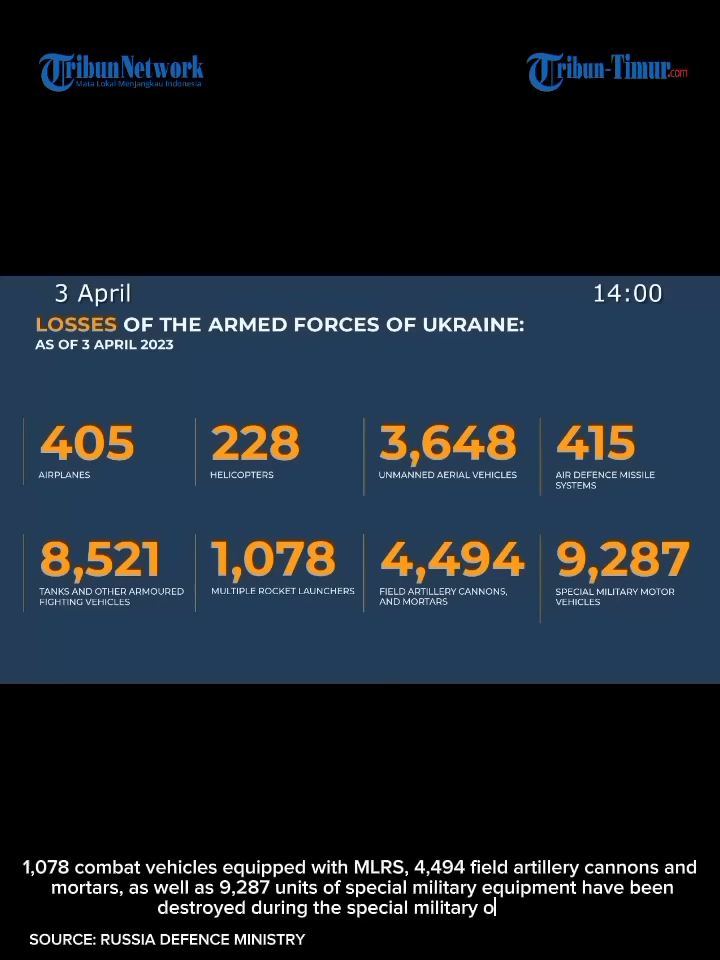 TribunNetwork
Mata Lokal Menjangkau Indonesia
Tribun-Timur.com
3 April
14:00
LOSSES OF THE ARMED FORCES OF UKRAINE:
AS OF 3 APRIL 2023
405
AIRPLANES
228
HELICOPTERS
3,648
UNMANNED AERIAL VEHICLES
415
AIR DEFENCE MISSILE
SYSTEMS
8,521
TANKS AND OTHER ARMOURED
FIGHTING VEHICLES
1,078
MULTIPLE ROCKET LAUNCHERS
4,494
FIELD ARTILLERY CANNONS,
AND MORTARS
9,287
SPECIAL MILITARY MOTOR
VEHICLES
1,078 combat vehicles equipped with MLRS, 4,494 field artillery cannons and
mortars, as well as 9,287 units of special military equipment have been
destroyed during the special military o
SOURCE: RUSSIA DEFENCE MINISTRY